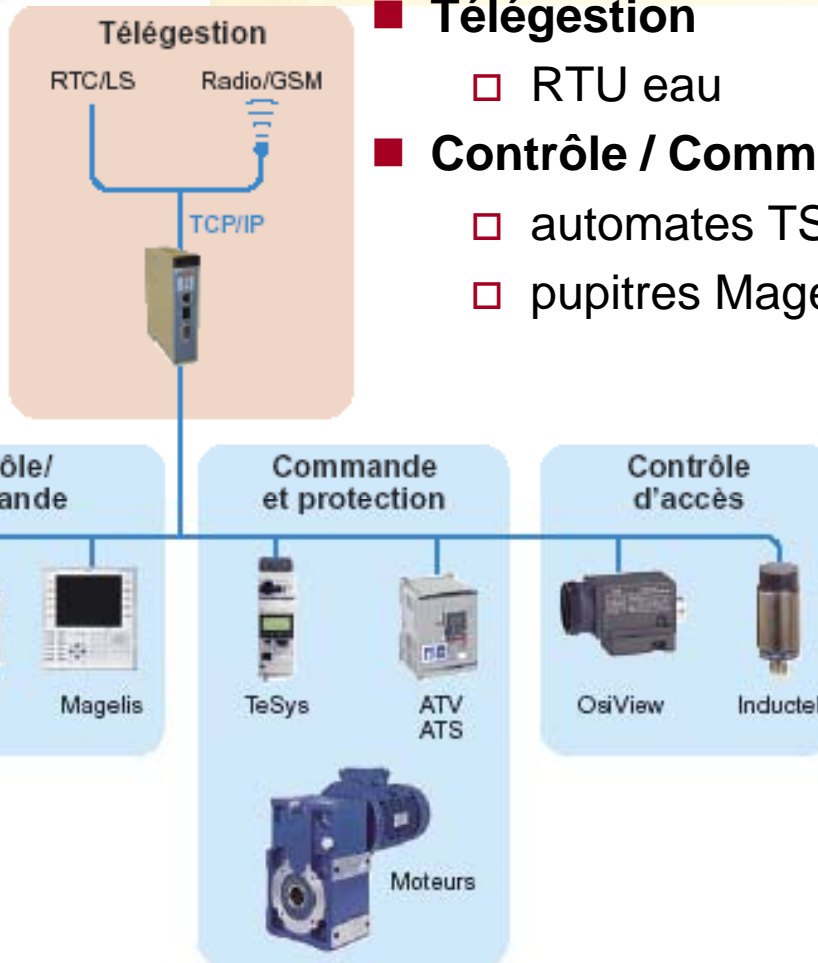 Télégestion
RTC/LS Radio/GSM
TCP/IP
Télégestion
RTU eau
Contrôle / Comm
automates TS
pupitres Mage
ôle/
ande
Magelis
Commande
et protection
TeSys
ATV
ATS
Moteurs
Contrôle
d'accès
OsiView
Inductel